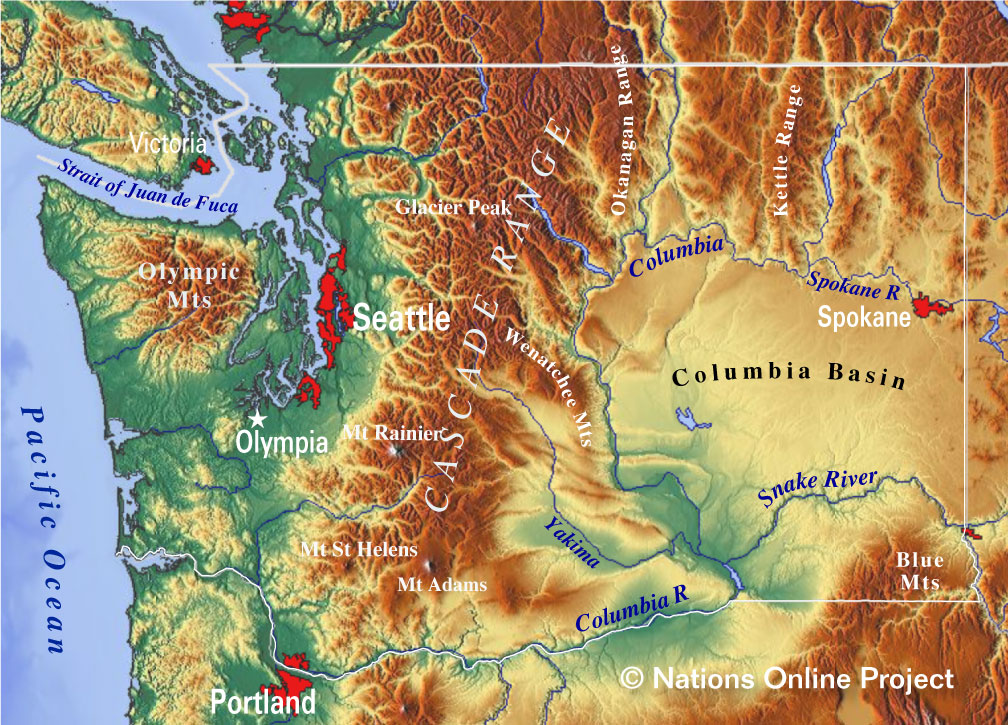 Victoria
Strait of Juan de Fuca
Olympic
Mts
Pacific Ocean
Seattle
Olympia
Glacier Peak
CASCADE RANGE
Okanagan Range
Kettle Range
Columbia
Spokane R
Spokane
Wenatchee Mts
Columbia Basin
Mt Rainier
Snake River
Yakima
Mt St Helens
Mt Adams
Blue
Mts
Columbia R
Portland
© Nations Online Project